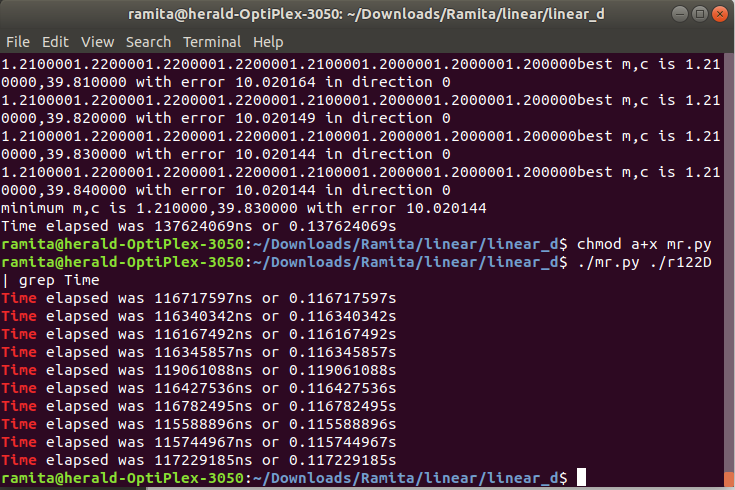 ramita@herald-OptiPlex-3050: ~/Downloads/Ramita/linear/linear_d
File Edit View Search Terminal Help
1.2100001.2200001.2200001.2200001.2100001.2000001.2000001.200000best m,c is 1.21
0000,39.810000 with error 10.020164 in direction 0
1.2100001.2200001.2200001.2200001.2100001.2000001.2000001.200000best m,c is 1.21
0000,39.820000 with error 10.020149 in direction 0
1.2100001.2200001.2200001.2200001.2100001.2000001.2000001.200000best m,c is 1.21
0000,39.830000 with error 10.020144 in direction 0
1.2100001.2200001.2200001.2200001.2100001.2000001.2000001.200000best m,c is 1.21
0000,39.840000 with error 10.020144 in direction 0
minimum m,c is 1.210000,39.830000 with error 10.020144
Time elapsed was 137624069ns or 0.137624069s
ramita@herald-OptiPlex-3050:~/Downloads/Ramita/linear/linear_d$ chmod a+x mr.py
ramita@herald-OptiPlex-3050:~/Downloads/Ramita/linear/linear_d$ ./mr.py ./r122D
| grep Time
Time elapsed was 116717597ns or 0.116717597s
Time elapsed was 116340342ns or 0.116340342s
Time elapsed was 116167492ns or 0.116167492s
Time elapsed was 116345857ns or 0.116345857s
Time elapsed was 119061088ns or 0.119061088s
Time elapsed was 116427536ns or 0.116427536s
Time elapsed was 116782495ns or 0.116782495s
Time elapsed was 115588896ns or 0.115588896s
Time elapsed was 115744967ns or 0.115744967s
Time elapsed was 117229185ns or 0.117229185s
ramita@herald-OptiPlex-3050:~/Downloads/Ramita/linear/linear_d$